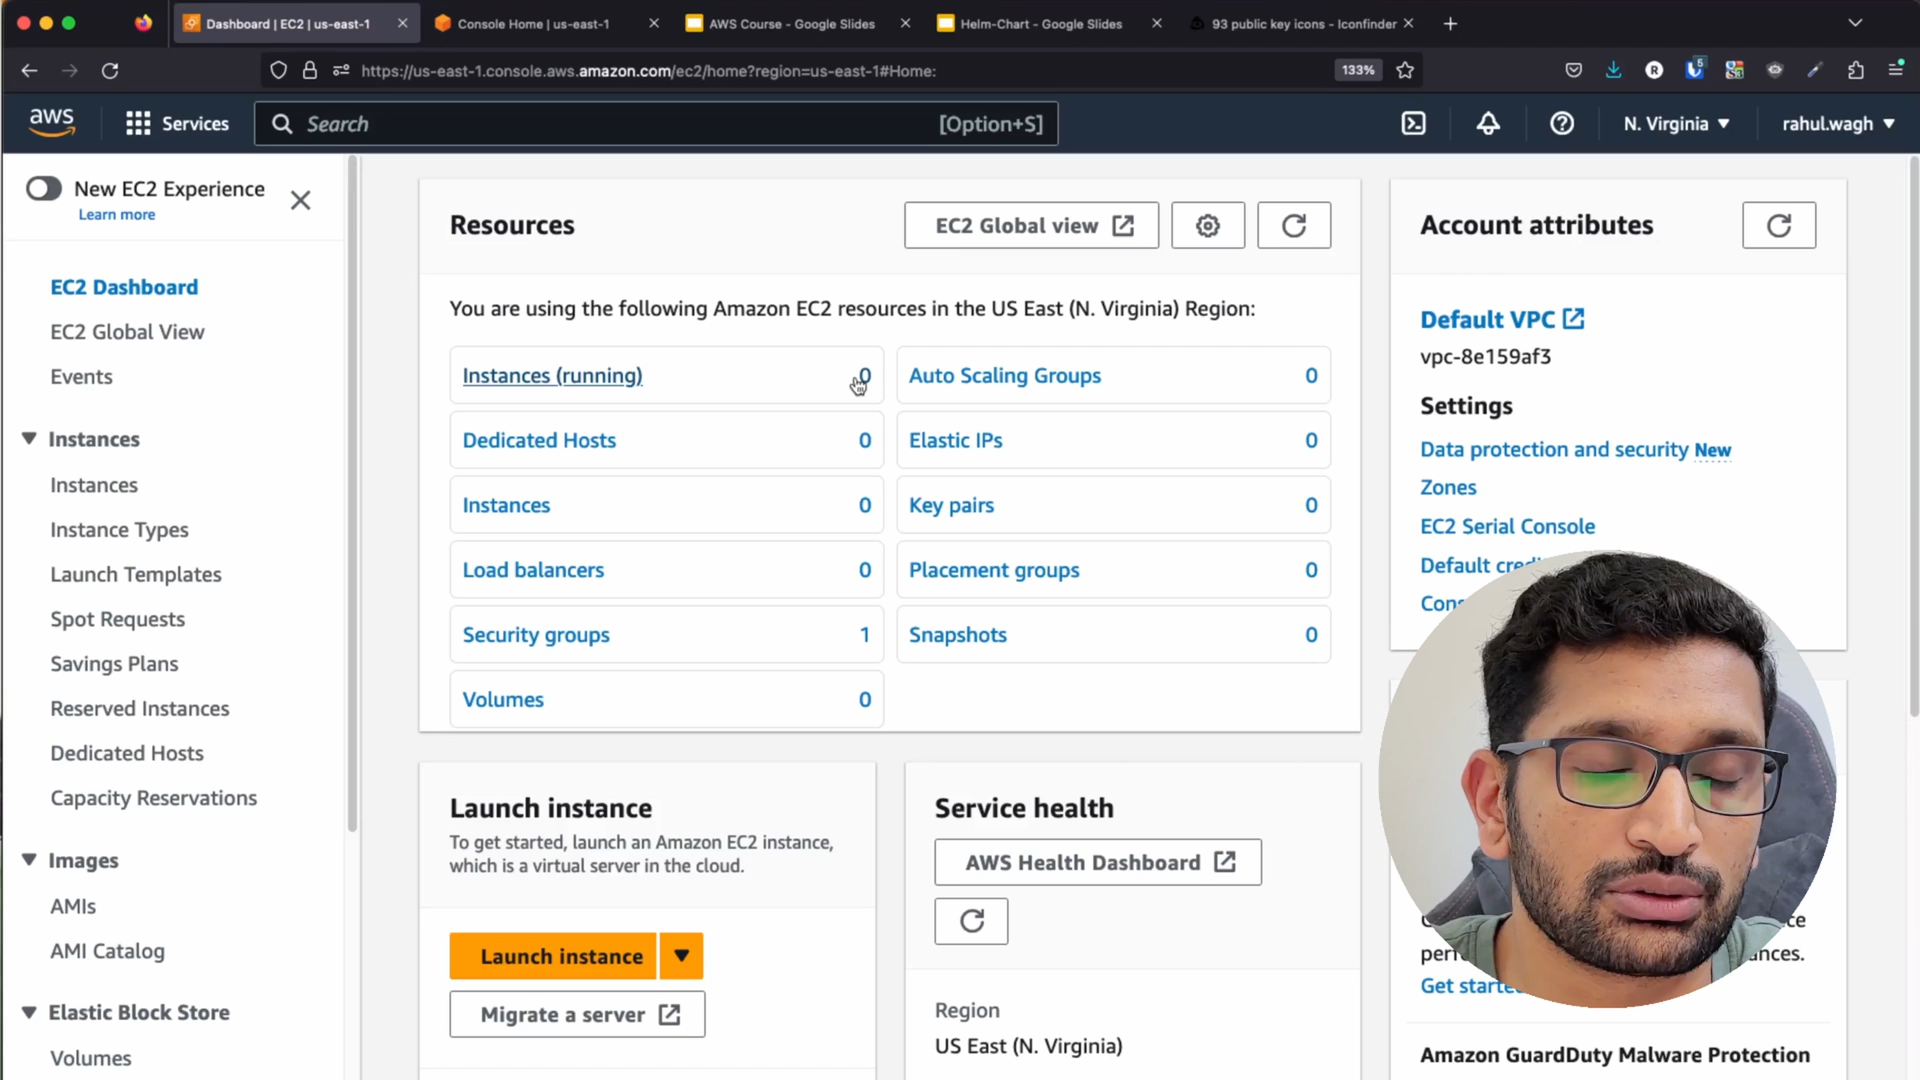 Dashboard | EC2 | us-east-1
Console Home | us-east-1
AWS Course - Google Slides
Helm-Chart - Google Slides
93 public key icons - Iconfinder
https://us-east-1.console.aws.amazon.com/ec2/home?region=us-east-1#Home:
133%
R
5
aws
Services
Search
[Option+S]
N. Virginia
rahul.wagh
New EC2 Experience
Learn more
EC2 Dashboard
EC2 Global View
Events
Instances
Instances
Instance Types
Launch Templates
Spot Requests
Savings Plans
Reserved Instances
Dedicated Hosts
Capacity Reservations
Images
AMIs
AMI Catalog
Elastic Block Store
Volumes
Resources
EC2 Global view
You are using the following Amazon EC2 resources in the US East (N. Virginia) Region:
Instances (running) 0
Auto Scaling Groups 0
Dedicated Hosts 0
Elastic IPs 0
Instances 0
Key pairs 0
Load balancers 0
Placement groups 0
Security groups 1
Snapshots 0
Volumes 0
Launch instance
To get started, launch an Amazon EC2 instance,
which is a virtual server in the cloud.
Launch instance
Migrate a server
Service health
AWS Health Dashboard
Region
US East (N. Virginia)
Account attributes
Default VPC
vpc-8e159af3
Settings
Data protection and security New
Zones
EC2 Serial Console
Default
Amazon GuardDuty Malware Protection